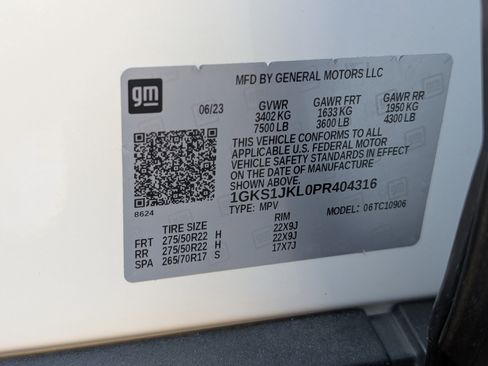 gm
MFD BY GENERAL MOTORS LLC
06/23 GVWR GAWR FRT GAWR RR
3402 KG 1633 KG 1950 KG
7500 LB 3600 LB 4300 LB
THIS VEHICLE CONFORMS TO ALL
APPLICABLE U.S. FEDERAL MOTOR
VEHICLE SAFETY STANDARDS IN EFFECT
ON THE DATE OF MANUFACTURE SHOWN ABOVE.
1GKS1JKL0PR404316
8624 TYPE: MPV MODEL: 06TC10906
TIRE SIZE RIM
FRT 275/50R22 H 22X9J
RR 275/50R22 H 22X9J
SPA 265/70R17 S 17X7J